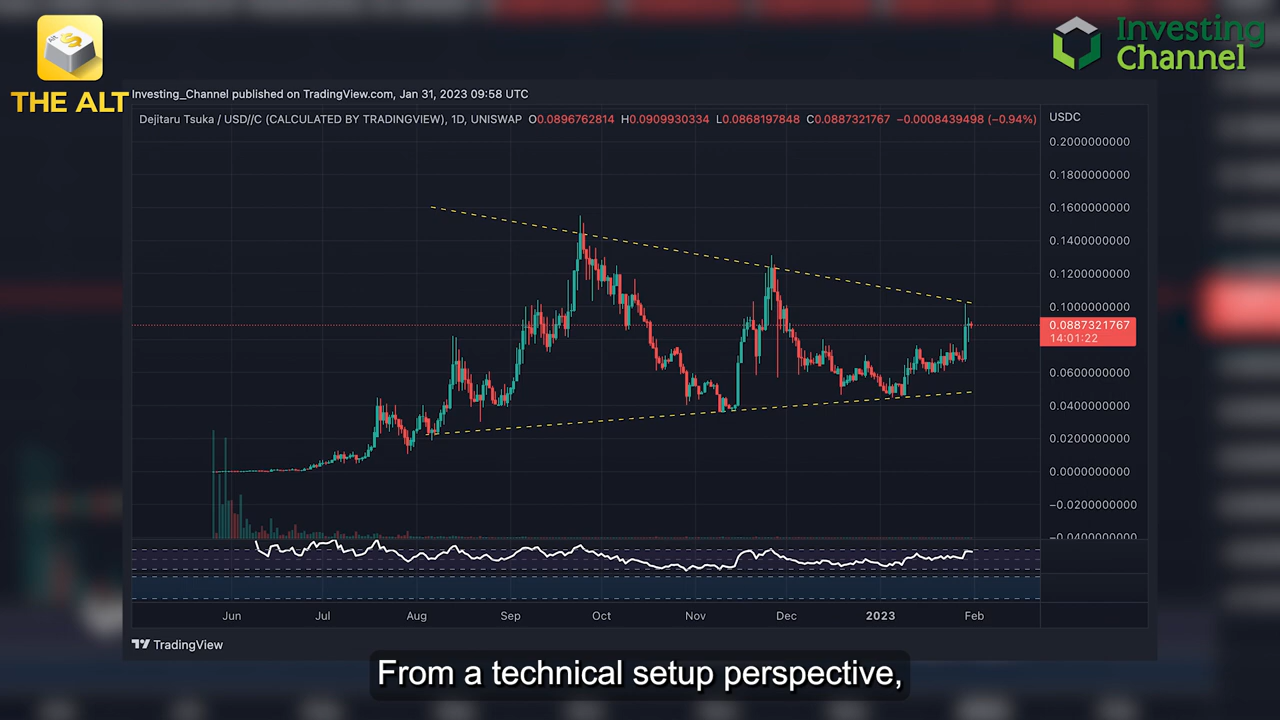 THE ALT
Investing
Channel
Investing_Channel published on TradingView.com, Jan 31, 2023 09:58 UTC
Dejitaru Tsuka / USD//C (CALCULATED BY TRADINGVIEW), 1D, UNISWAP O0.0896762814 H0.0909930334 L0.0868197848 C0.0887321767 −0.0008439498 (−0.94%)
USDC
0.2000000000
0.1800000000
0.1600000000
0.1400000000
0.1200000000
0.1000000000
0.0887321767
14:01:22
0.0600000000
0.0400000000
0.0200000000
0.0000000000
−0.0200000000
−0.0400000000
Jun Jul Aug Sep Oct Nov Dec 2023 Feb
TradingView
From a technical setup perspective,